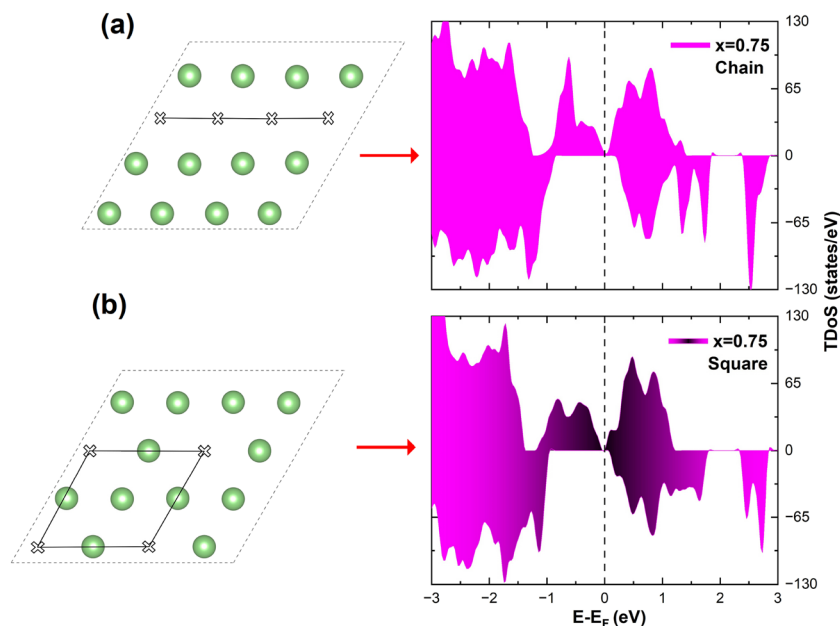 (a)
130
x=0.75
Chain
65
0
−65
−130
(b)
130
x=0.75
Square
65
0
−65
−130
TDoS (states/eV)
−3 −2 −1 0 1 2 3
E-E_F (eV)